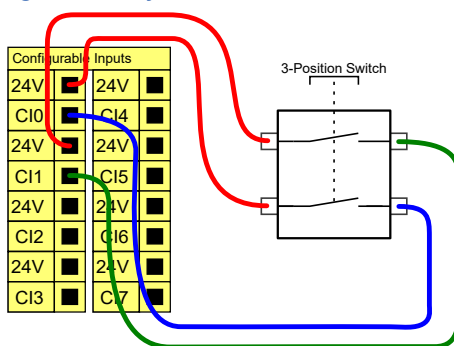 Configurable Inputs
3-Position Switch
24V 24V
CI0 CI4
24V 24V
CI1 CI5
24V 24V
CI2 CI6
24V 24V
CI3 CI7